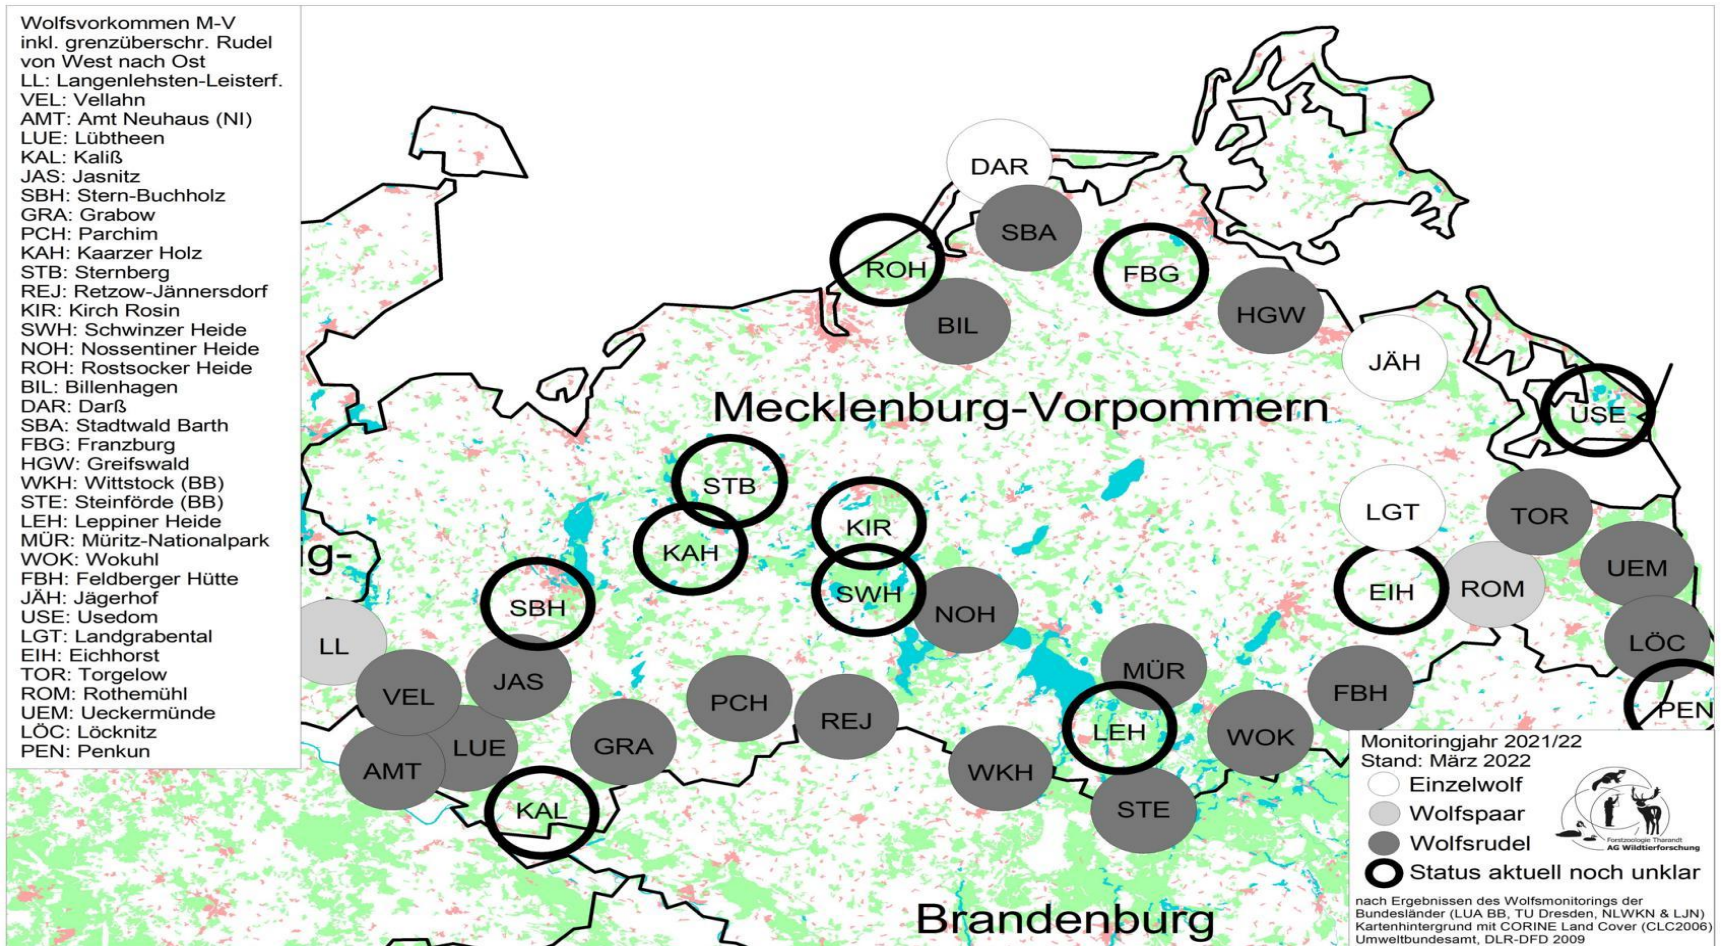 Wolfsvorkommen M-V
inkl. grenzüberschr. Rudel
von West nach Ost
LL: Langenlehsten-Leisterf.
VEL: Vellahn
AMT: Amt Neuhaus (NI)
LUE: Lübtheen
KAL: Kaliß
JAS: Jasnitz
SBH: Stern-Buchholz
GRA: Grabow
PCH: Parchim
KAH: Kaarzer Holz
STB: Sternberg
REJ: Retzow-Jännersdorf
KIR: Kirch Rosin
SWH: Schwinzer Heide
NOH: Nossentiner Heide
ROH: Rostsocker Heide
BIL: Billenhagen
DAR: Darß
SBA: Stadtwald Barth
FBG: Franzburg
HGW: Greifswald
WKH: Wittstock (BB)
STE: Steinförde (BB)
LEH: Leppiner Heide
MÜR: Müritz-Nationalpark
WOK: Wokuhl
FBH: Feldberger Hütte
JÄH: Jägerhof
USE: Usedom
LGT: Landgrabental
EIH: Eichhorst
TOR: Torgelow
ROM: Rothemühl
UEM: Ueckermünde
LÖC: Löcknitz
PEN: Penkun
DAR
SBA
ROH
FBG
BIL
HGW
JÄH
Mecklenburg-Vorpommern
USE
STB
KIR
LGT
TOR
KAH
ig-
SBH
SWH
NOH
EIH
ROM
UEM
LL
LÖC
VEL
JAS
PCH
REJ
MÜR
FBH
PEN
AMT
LUE
GRA
WKH
LEH
WOK
KAL
STE
Brandenburg
Monitoringjahr 2021/22
Stand: März 2022
Einzelwolf
Wolfspaar
Wolfsrudel
Status aktuell noch unklar
Forstzoologie Tharandt
AG Wildtierforschung
nach Ergebnissen des Wolfsmonitorings der
Bundesländer (LUA BB, TU Dresden, NLWKN & LJN)
Kartenhintergrund mit CORINE Land Cover (CLC2006)
Umweltbundesamt, DLR-DFD 2009